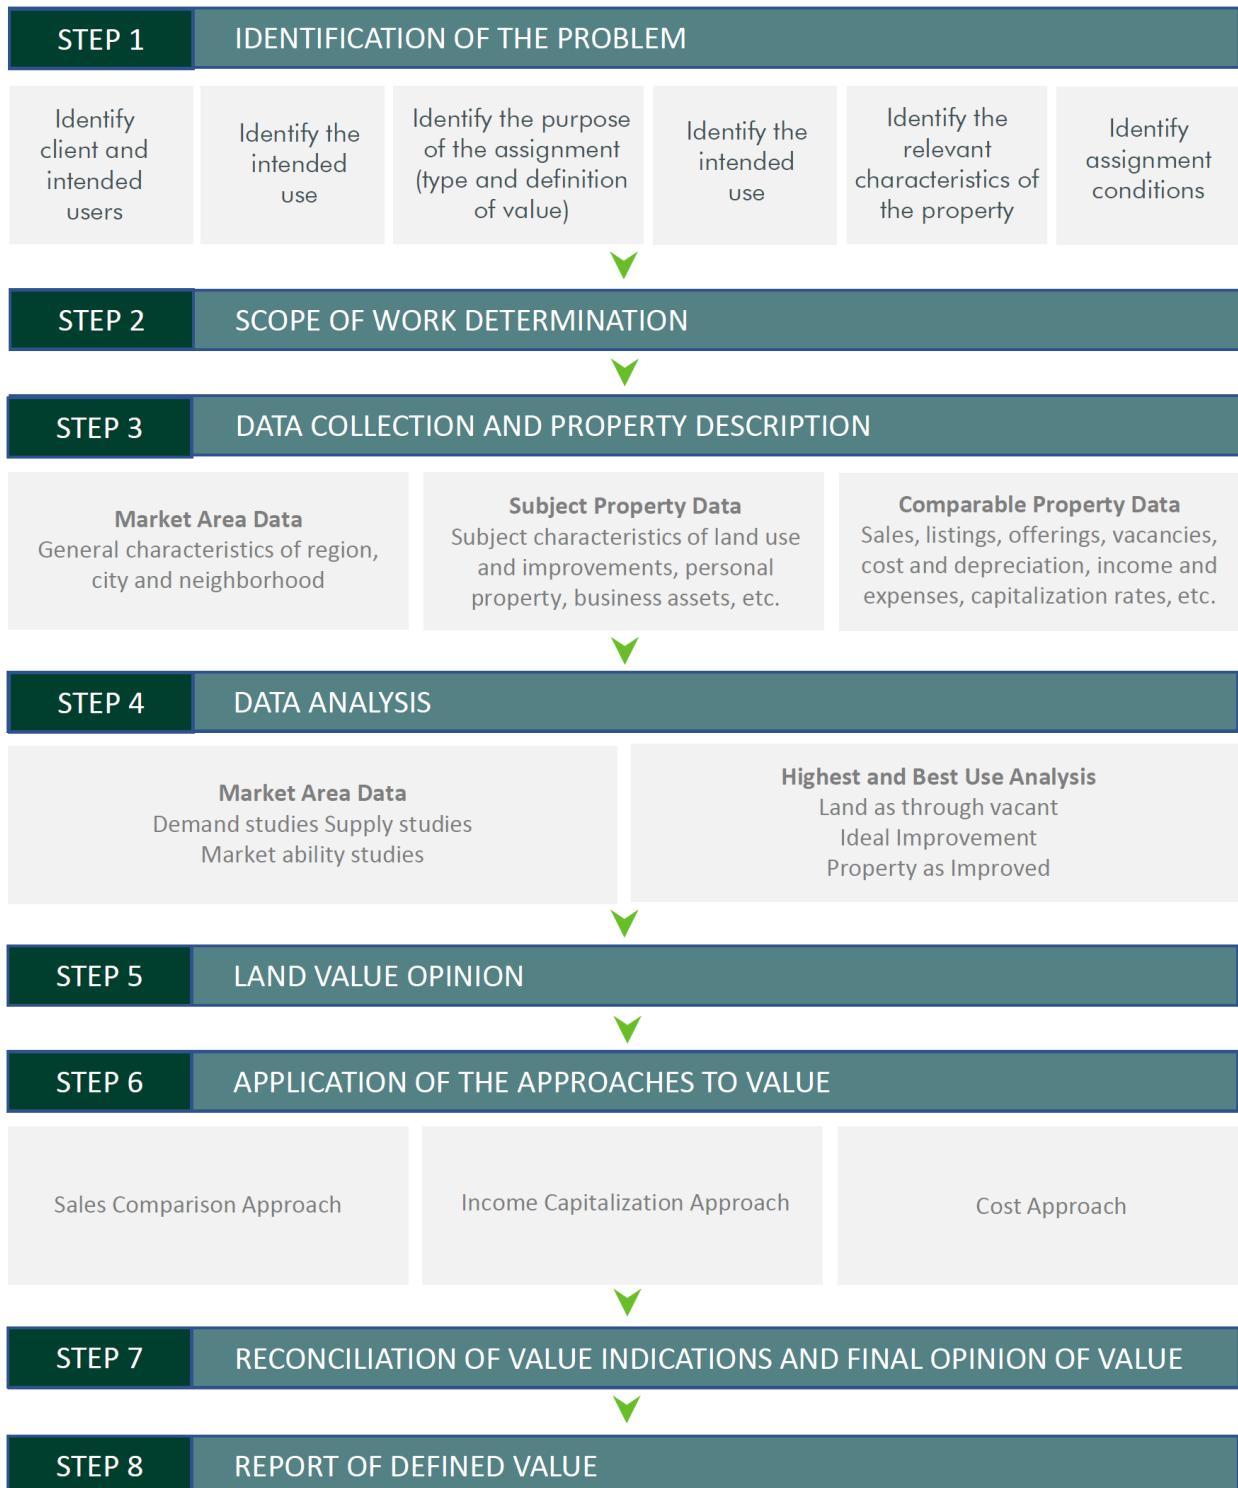 STEP 1
IDENTIFICATION OF THE PROBLEM
Identify
client and
intended
users
Identify the
intended
use
Identify the purpose
of the assignment
(type and definition
of value)
Identify the
intended
use
Identify the
relevant
characteristics of
the property
Identify
assignment
conditions
STEP 2
SCOPE OF WORK DETERMINATION
STEP 3
DATA COLLECTION AND PROPERTY DESCRIPTION
Market Area Data
General characteristics of region,
city and neighborhood
Subject Property Data
Subject characteristics of land use
and improvements, personal
property, business assets, etc.
Comparable Property Data
Sales, listings, offerings, vacancies,
cost and depreciation, income and
expenses, capitalization rates, etc.
STEP 4
DATA ANALYSIS
Market Area Data
Demand studies Supply studies
Market ability studies
Highest and Best Use Analysis
Land as through vacant
Ideal Improvement
Property as Improved
STEP 5
LAND VALUE OPINION
STEP 6
APPLICATION OF THE APPROACHES TO VALUE
Sales Comparison Approach
Income Capitalization Approach
Cost Approach
STEP 7
RECONCILIATION OF VALUE INDICATIONS AND FINAL OPINION OF VALUE
STEP 8
REPORT OF DEFINED VALUE